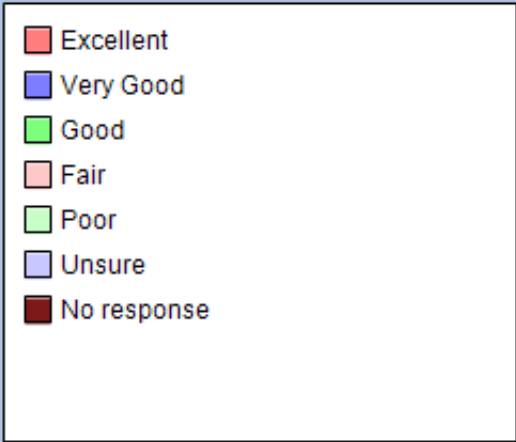 Excellent
Very Good
Good
Fair
Poor
Unsure
No response